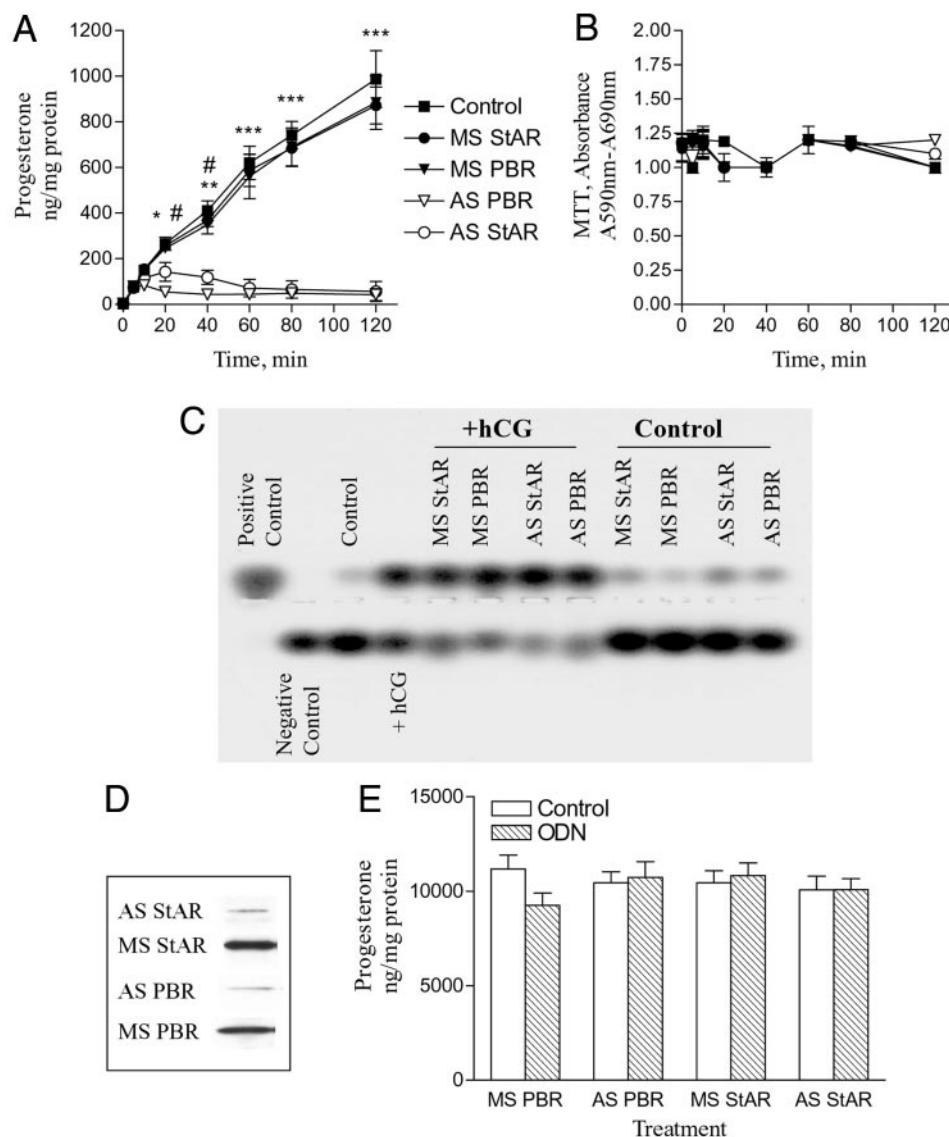 A
Progesterone
ng/mg protein
1200
1000
800
600
400
200
0
*
#
#
**
***
***
***
0 20 40 60 80 100 120
Time, min
Control
MS StAR
MS PBR
AS PBR
AS StAR
B
MTT, Absorbance
A590nm-A690nm
2.00
1.75
1.50
1.25
1.00
0.75
0.50
0.25
0.00
0 20 40 60 80 100 120
Time, min
C
+hCG Control
Positive
Control
Control
MS StAR
MS PBR
AS StAR
AS PBR
MS StAR
MS PBR
AS StAR
AS PBR
Negative
Control
+ hCG
D
AS StAR
MS StAR
AS PBR
MS PBR
E
Progesterone
ng/mg protein
15000
10000
5000
0
Control
ODN
MS PBR AS PBR MS StAR AS StAR
Treatment